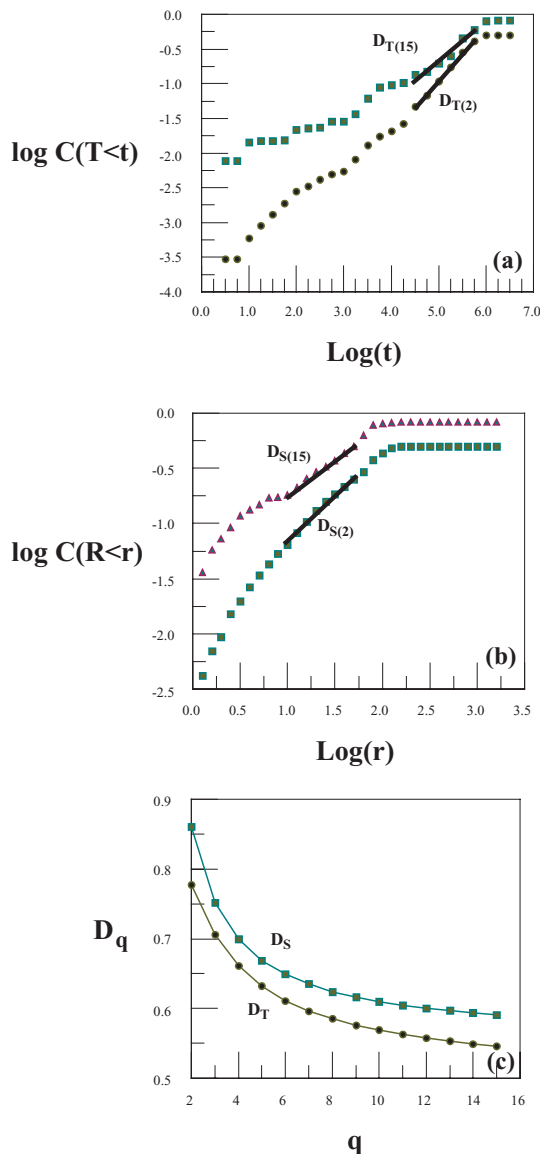 0.0
-0.5
-1.0
-1.5
-2.0
-2.5
-3.0
-3.5
-4.0
log C(T<t)
D_T(15)
D_T(2)
(a)
0.0 1.0 2.0 3.0 4.0 5.0 6.0 7.0
Log(t)
0.0
-0.5
-1.0
-1.5
-2.0
-2.5
log C(R<r)
D_S(15)
D_S(2)
(b)
0.0 0.5 1.0 1.5 2.0 2.5 3.0 3.5
Log(r)
0.9
0.8
0.7
0.6
0.5
D_q
D_S
D_T
(c)
2 4 6 8 10 12 14 16
q